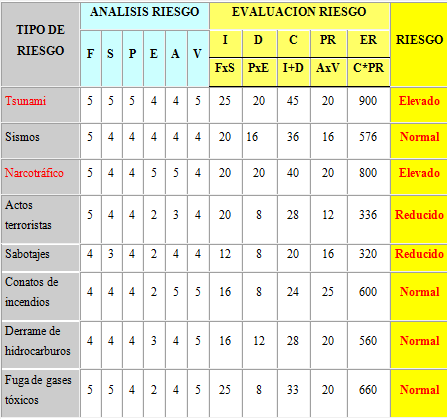 TIPO DE RIESGO ANALISIS RIESGO EVALUACION RIESGO RIESGO
F S P E A V I D C PR ER
FxS PxE I+D AxV C*PR
Tsunami 5 5 5 4 4 5 25 20 45 20 900 Elevado
Sismos 5 4 4 4 4 4 20 16 36 16 576 Normal
Narcotráfico 5 4 4 5 5 4 20 20 40 20 800 Elevado
Actos terroristas 5 4 4 2 3 4 20 8 28 12 336 Reducido
Sabotajes 4 3 4 2 4 4 12 8 20 16 320 Reducido
Conatos de incendios 4 4 4 2 5 5 16 8 24 25 600 Normal
Derrame de hidrocarburos 4 4 4 3 4 5 16 12 28 20 560 Normal
Fuga de gases tóxicos 5 5 4 2 4 5 25 8 33 20 660 Normal